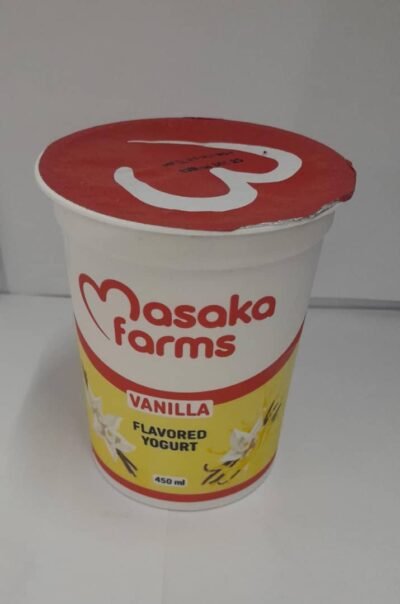 Masaka
farms
VANILLA
FLAVORED
YOGURT
450 ml